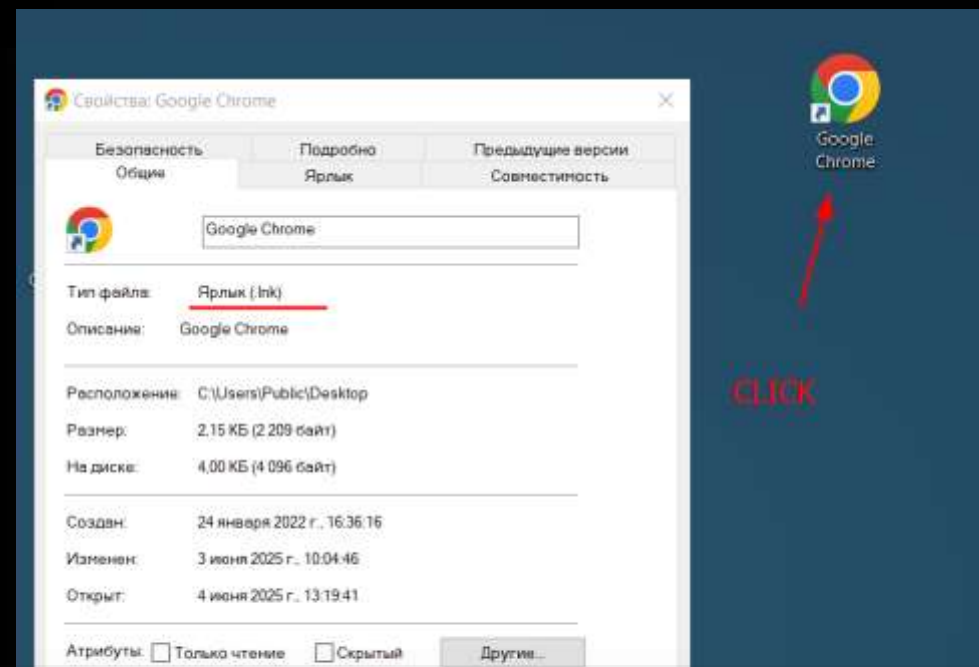 Свойства: Google Chrome
Безопасность Подробно Предыдущие версии
Общие Ярлык Совместимость
Google Chrome
Тип файла: Ярлык (.lnk)
Описание: Google Chrome
Расположение: C:\Users\Public\Desktop
Размер: 2,15 КБ (2 209 байт)
На диске: 4,00 КБ (4 096 байт)
Создан: 24 января 2022 г., 16:36:16
Изменен: 3 июня 2025 г., 10:04:46
Открыт: 4 июня 2025 г., 13:19:41
Атрибуты: Только чтение Скрытый Другие...
Google
Chrome
CLICK